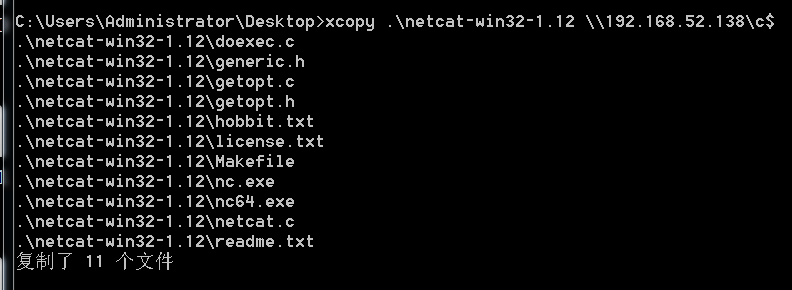 C:\Users\Administrator\Desktop>xcopy .\netcat-win32-1.12 \\192.168.52.138\c$
.\netcat-win32-1.12\doexec.c
.\netcat-win32-1.12\generic.h
.\netcat-win32-1.12\getopt.c
.\netcat-win32-1.12\getopt.h
.\netcat-win32-1.12\hobbit.txt
.\netcat-win32-1.12\license.txt
.\netcat-win32-1.12\Makefile
.\netcat-win32-1.12\nc.exe
.\netcat-win32-1.12\nc64.exe
.\netcat-win32-1.12\netcat.c
.\netcat-win32-1.12\readme.txt
复制了 11 个文件